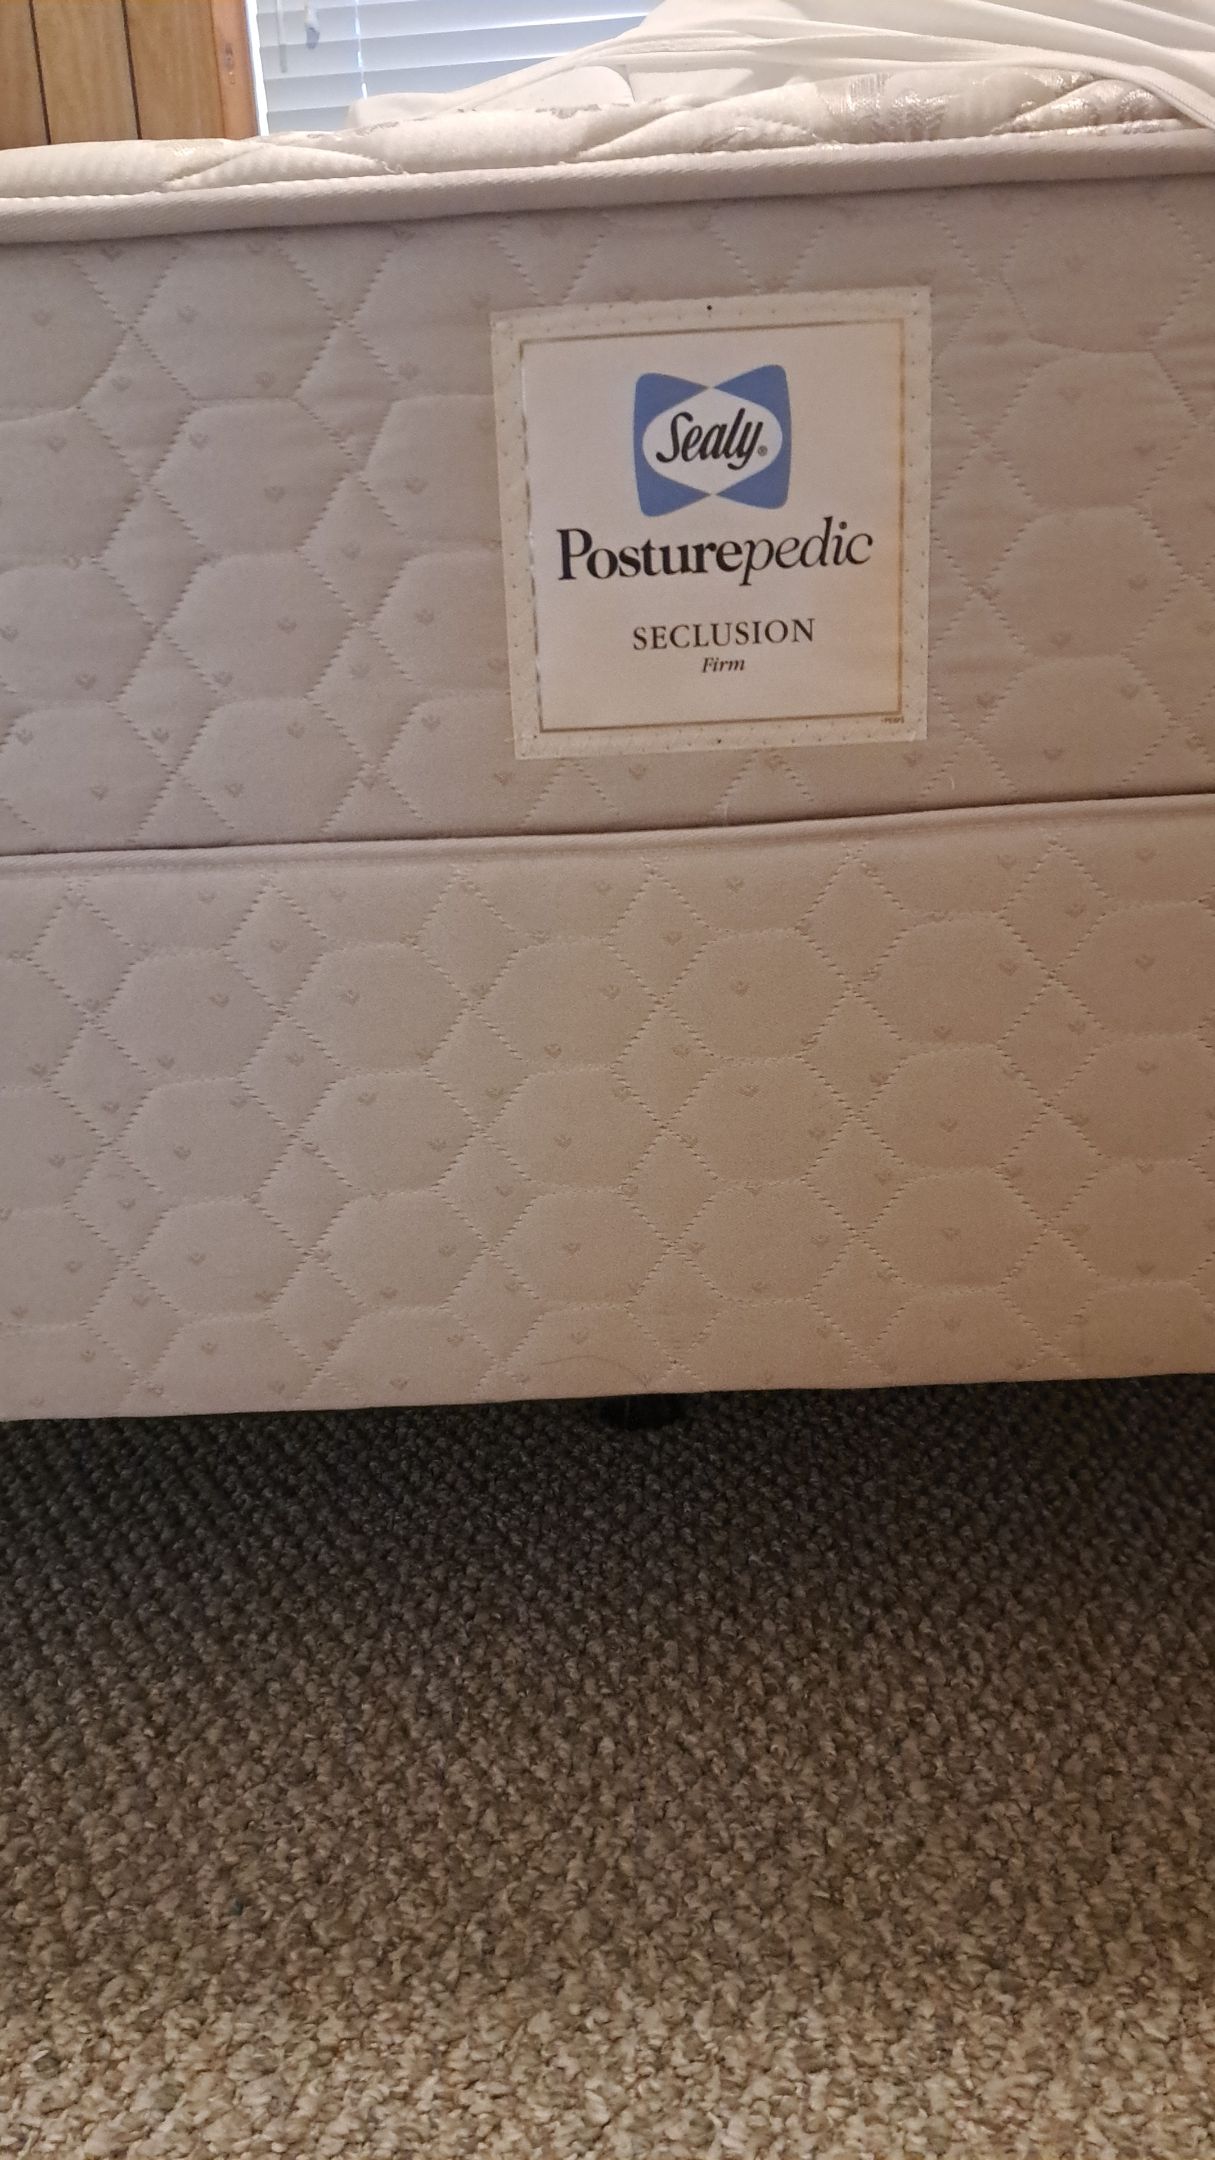 Sealy®
Posturepedic
SECLUSION
Firm